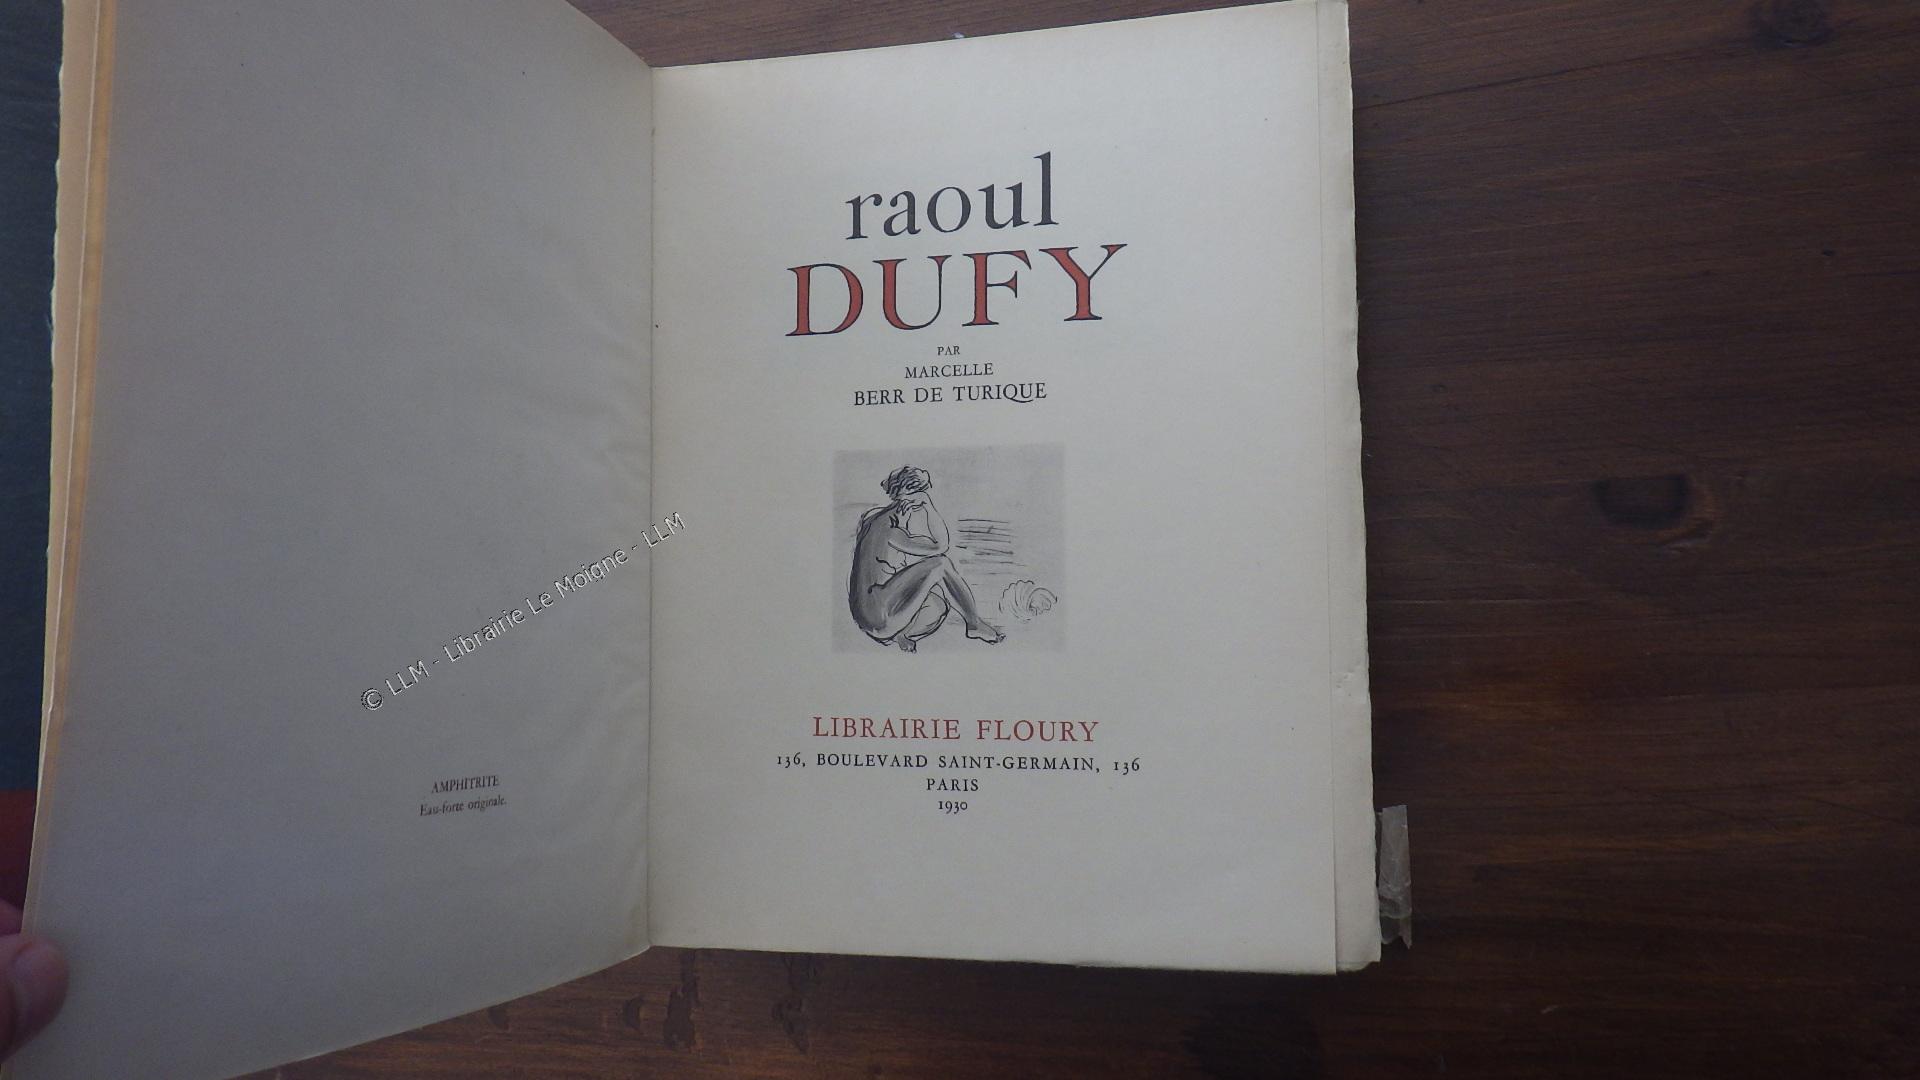 AMPHITRITE
Eau-forte originale.
© LLM - Librairie Le Moigne - LLM
raoul
DUFY
PAR
MARCELLE
BERR DE TURIQUE
LIBRAIRIE FLOURY
136, BOULEVARD SAINT-GERMAIN, 136
PARIS
1930